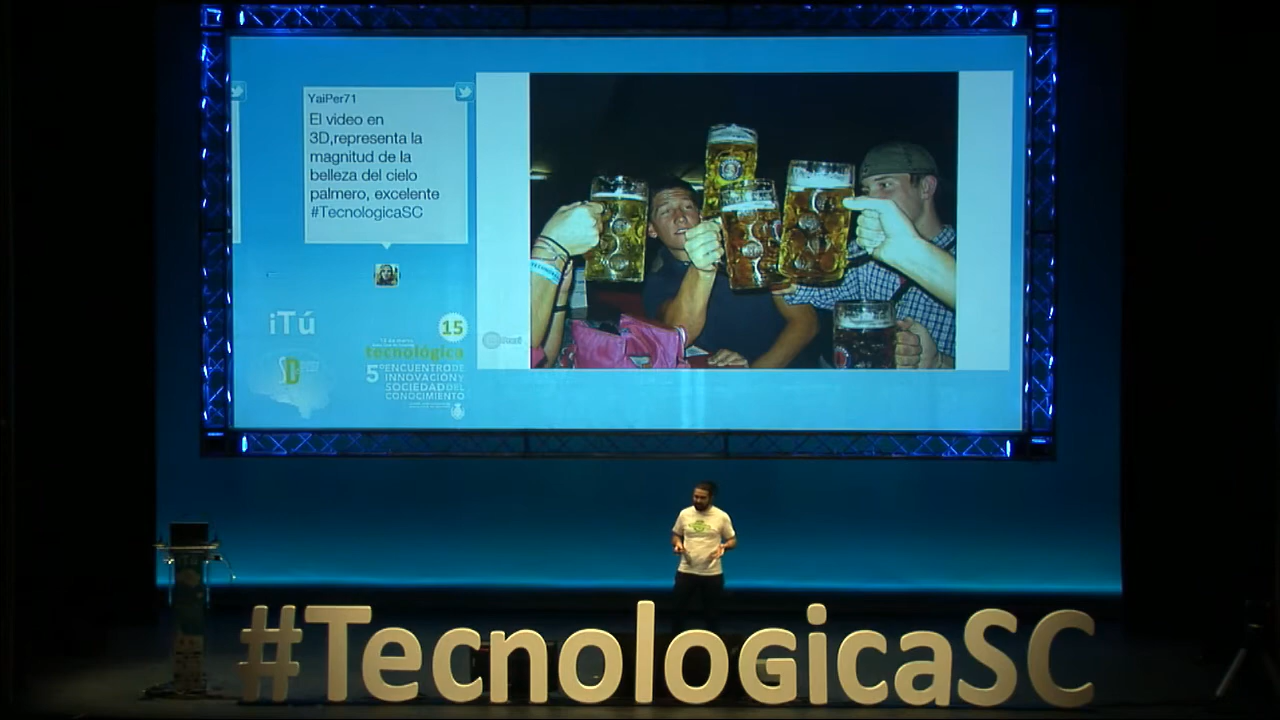 YaiPer71
El video en
3D,representa la
magnitud de la
belleza del cielo
palmero, excelente
#TecnologicaSC
iTú
15
tecnológica
5º ENCUENTRO DE
INNOVACIÓN Y
SOCIEDAD DEL
CONOCIMIENTO
#TecnologicaSC